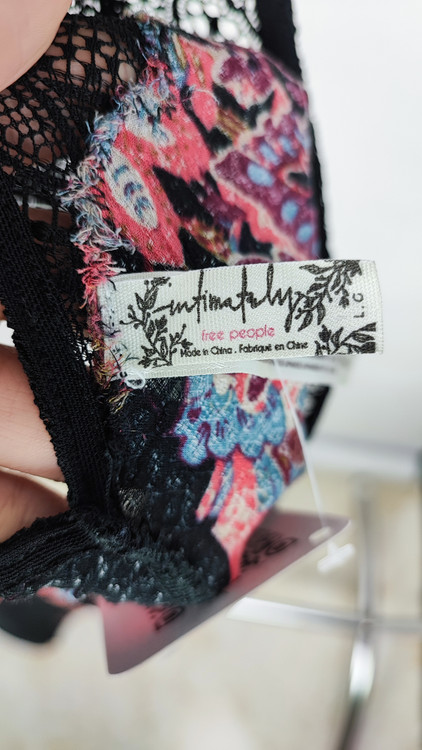 intimately
free people
Made in China . Fabriqué en Chine
L.G